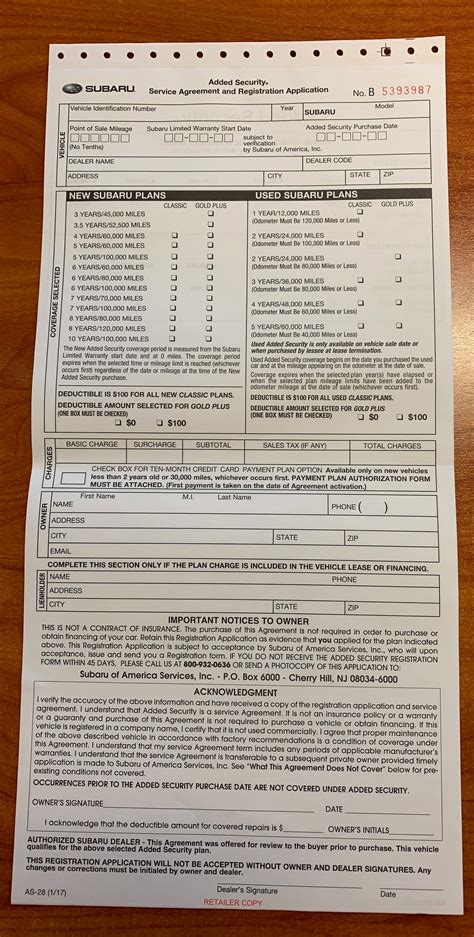 SUBARU
Added Security®
Service Agreement and Registration Application
No. B 5393987
Vehicle Identification Number Year SUBARU Model
VEHICLE
Point of Sale Mileage Subaru Limited Warranty Start Date Added Security Purchase Date
(No Tenths) subject to verification by Subaru of America, Inc.
DEALER NAME DEALER CODE
ADDRESS CITY STATE ZIP
COVERAGE SELECTED
NEW SUBARU PLANS
CLASSIC GOLD PLUS
3 YEARS/45,000 MILES
3.5 YEARS/52,500 MILES
4 YEARS/60,000 MILES
5 YEARS/60,000 MILES
5 YEARS/100,000 MILES
6 YEARS/60,000 MILES
6 YEARS/80,000 MILES
6 YEARS/100,000 MILES
7 YEARS/70,000 MILES
7 YEARS/100,000 MILES
8 YEARS/80,000 MILES
8 YEARS/120,000 MILES
10 YEARS/100,000 MILES
The New Added Security coverage period is measured from the Subaru
Limited Warranty start date and at 0 miles. The coverage period
expires when the selected time or mileage limit is reached (whichever
occurs first) regardless of the date or mileage at the time of the New
Added Security purchase.
DEDUCTIBLE IS $100 FOR ALL NEW CLASSIC PLANS.
DEDUCTIBLE AMOUNT SELECTED FOR GOLD PLUS
(ONE BOX MUST BE CHECKED)
$0 $100
USED SUBARU PLANS
CLASSIC GOLD PLUS
1 YEAR/12,000 MILES
(Odometer Must Be 120,000 Miles or Less)
2 YEARS/24,000 MILES
(Odometer Must Be 100,000 Miles or Less)
2 YEARS/24,000 MILES
(Odometer Must Be 80,000 Miles or Less)
3 YEARS/36,000 MILES
(Odometer Must Be 80,000 Miles or Less)
4 YEARS/48,000 MILES
(Odometer Must Be 60,000 Miles or Less)
5 YEARS/60,000 MILES
(Odometer Must Be 40,000 Miles or Less)
Used Added Security is only available on vehicle sale date or
when purchased by lessee at lease termination.
Used Added Security coverage begins on the date you purchased the used
car and at the mileage appearing on the odometer at the date of sale.
Coverage expires when the selected plan year(s) have elapsed or
when the selected plan mileage limits have been added to the
odometer mileage at the date of sale (whichever occurs first).
DEDUCTIBLE IS $100 FOR ALL USED CLASSIC PLANS.
DEDUCTIBLE AMOUNT SELECTED FOR GOLD PLUS
(ONE BOX MUST BE CHECKED)
$0 $100
CHARGES
BASIC CHARGE SURCHARGE SUBTOTAL SALES TAX (IF ANY) TOTAL CHARGES
CHECK BOX FOR TEN-MONTH CREDIT CARD PAYMENT PLAN OPTION Available only on new vehicles
less than 2 years old or 30,000 miles, whichever occurs first. PAYMENT PLAN AUTHORIZATION FORM
MUST BE ATTACHED. (First payment is taken on the date of Agreement activation.)
OWNER
First Name M.I. Last Name
NAME PHONE ( )
ADDRESS
CITY STATE ZIP
EMAIL
COMPLETE THIS SECTION ONLY IF THE PLAN CHARGE IS INCLUDED IN THE VEHICLE LEASE OR FINANCING.
LIENHOLDER
NAME PHONE
ADDRESS
CITY STATE ZIP
IMPORTANT NOTICES TO OWNER
THIS IS NOT A CONTRACT OF INSURANCE. The purchase of this Agreement is not required in order to purchase or
obtain financing of your car. Retain this Registration Application as evidence that you applied for the plan indicated
above. This Registration Application is subject to acceptance by Subaru of America Services, Inc., who will upon
acceptance, issue and send you a Registration form. IF YOU DO NOT RECEIVE THE ADDED SECURITY REGISTRATION
FORM WITHIN 45 DAYS, PLEASE CALL US AT 800-932-0636 OR SEND A PHOTOCOPY OF THIS APPLICATION TO:
Subaru of America Services, Inc. - P.O. Box 6000 - Cherry Hill, NJ 08034-6000
ACKNOWLEDGMENT
I verify the accuracy of the above information and have received a copy of the registration application and service
agreement. I understand that Added Security is a Service Agreement. It is not an insurance policy or a warranty
or a guaranty and purchase of this Agreement is not required to purchase a vehicle or obtain financing. If this
vehicle is registered in a company name, I certify that it is not used commercially. I agree that proper maintenance
of the above described vehicle in accordance with factory recommendations is a condition of coverage under
this Agreement. I understand that my service Agreement term includes any periods of applicable manufacturer's
warranties. I understand that the service Agreement is transferable to a subsequent private owner provided timely
application is made to Subaru of America Services, Inc. See "What This Agreement Does Not Cover" below for pre-
existing conditions not covered.
OCCURRENCES PRIOR TO THE ADDED SECURITY PURCHASE DATE ARE NOT COVERED UNDER ADDED SECURITY.
OWNER'S SIGNATURE DATE
I acknowledge that the deductible amount for covered repairs is $ OWNER'S INITIALS
AUTHORIZED SUBARU DEALER - This Agreement was offered for review to the buyer prior to purchase. This vehicle
qualifies for the above selected Added Security plan.
THIS REGISTRATION APPLICATION WILL NOT BE ACCEPTED WITHOUT OWNER AND DEALER SIGNATURES. Any
changes or corrections must be initialed by owner and dealer.
AS-28 (1/17) Dealer's Signature Date
RETAILER COPY